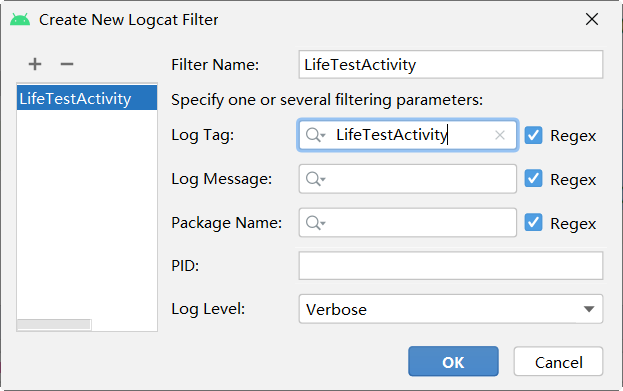 Create New Logcat Filter
Filter Name: LifeTestActivity
LifeTestActivity
Specify one or several filtering parameters:
Log Tag: LifeTestActivity Regex
Log Message: Regex
Package Name: Regex
PID:
Log Level: Verbose
OK Cancel